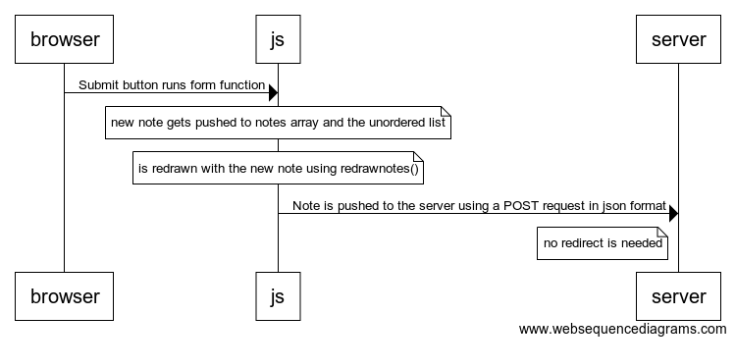 browser js server
Submit button runs form function
new note gets pushed to notes array and the unordered list
is redrawn with the new note using redrawnotes()
Note is pushed to the server using a POST request in json format
no redirect is needed
browser js server
www.websequencediagrams.com